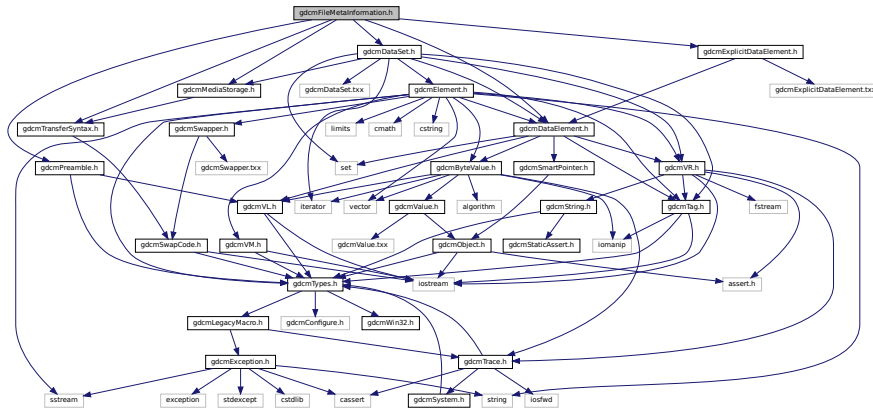 gdcmFileMetaInformation.h
gdcmDataSet.h
gdcmExplicitDataElement.h
gdcmMediaStorage.h
gdcmDataSet.txx
gdcmElement.h
gdcmExplicitDataElement.txx
gdcmTransferSyntax.h
gdcmSwapper.h
limits
cmath
cstring
gdcmDataElement.h
gdcmPreamble.h
gdcmSwapper.txx
set
gdcmByteValue.h
gdcmSmartPointer.h
gdcmVR.h
gdcmVL.h
iterator
vector
gdcmValue.h
algorithm
gdcmString.h
gdcmTag.h
fstream
gdcmSwapCode.h
gdcmVM.h
gdcmValue.txx
gdcmObject.h
gdcmStaticAssert.h
iomanip
gdcmTypes.h
iostream
assert.h
gdcmLegacyMacro.h
gdcmConfigure.h
gdcmWin32.h
gdcmException.h
gdcmTrace.h
sstream
exception
stdexcept
cstdlib
cassert
gdcmSystem.h
string
iosfwd